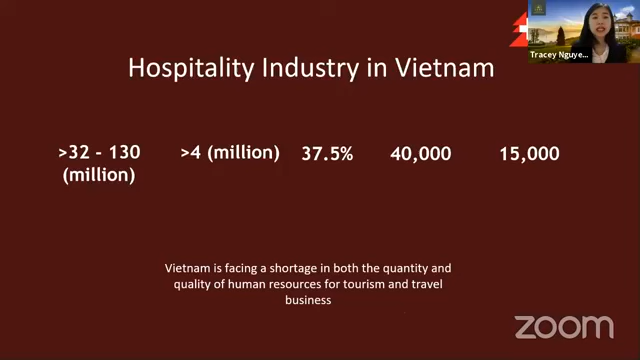 Tracey Nguye...
Hospitality Industry in Vietnam
>32 - 130 (million)
>4 (million)
37.5%
40,000
15,000
Vietnam is facing a shortage in both the quantity and
quality of human resources for tourism and travel
business
zoom